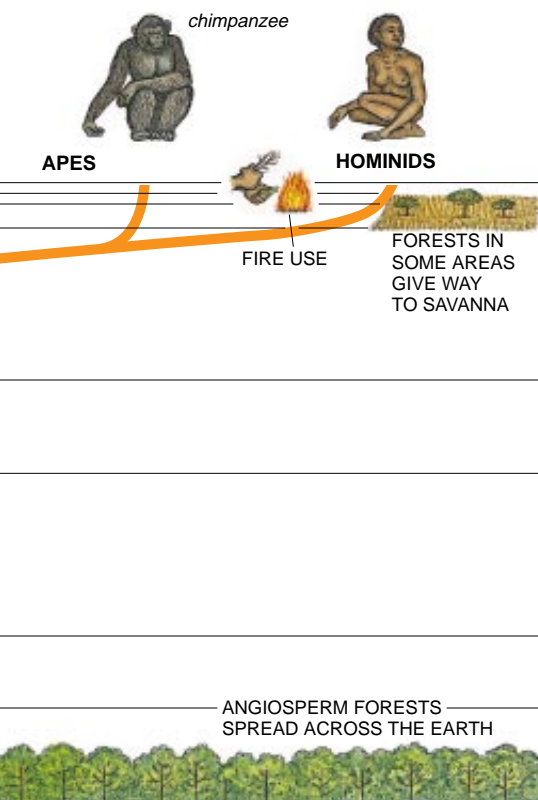 chimpanzee
APES
HOMINIDS
FIRE USE
FORESTS IN
SOME AREAS
GIVE WAY
TO SAVANNA
ANGIOSPERM FORESTS
SPREAD ACROSS THE EARTH